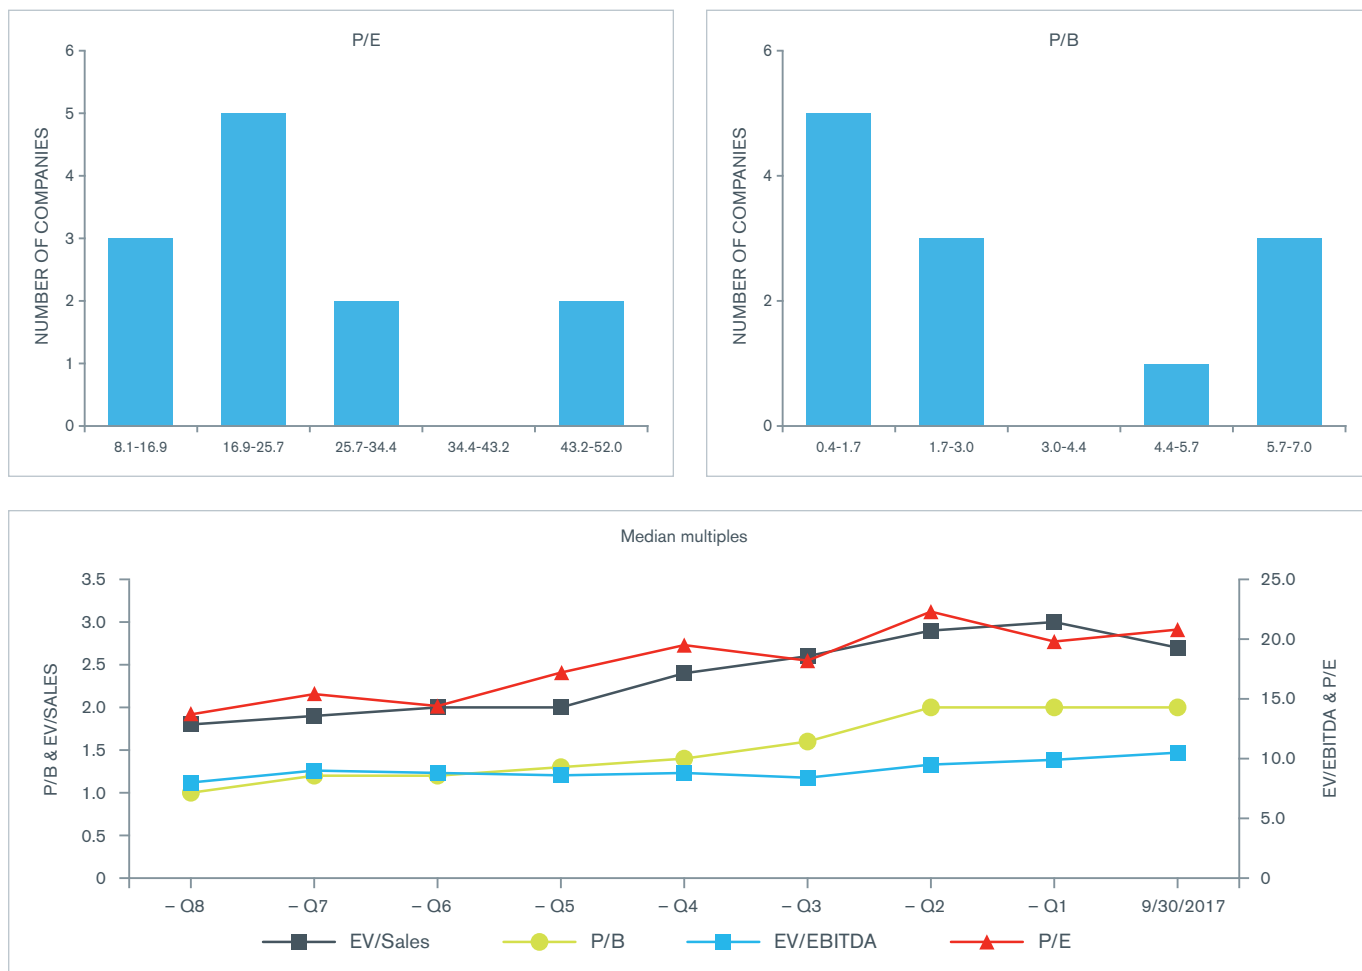 P/E
NUMBER OF COMPANIES
6
5
4
3
2
1
0
8.1-16.9 16.9-25.7 25.7-34.4 34.4-43.2 43.2-52.0
P/B
NUMBER OF COMPANIES
6
4
2
0
0.4-1.7 1.7-3.0 3.0-4.4 4.4-5.7 5.7-7.0
Median multiples
P/B & EV/SALES
3.5
3.0
2.5
2.0
1.5
1.0
0.5
0
25.0
20.0
15.0
10.0
5.0
0
EV/EBITDA & P/E
– Q8 – Q7 – Q6 – Q5 – Q4 – Q3 – Q2 – Q1 9/30/2017
EV/Sales P/B EV/EBITDA P/E